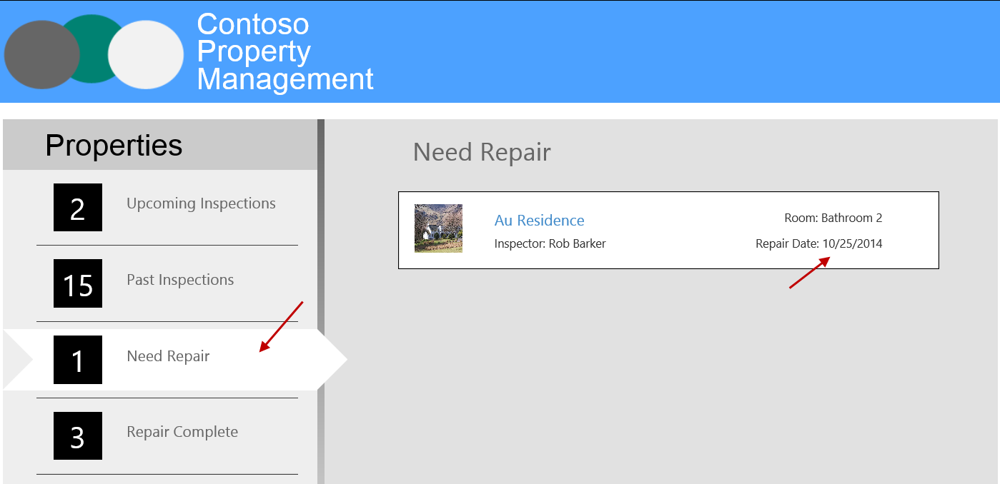 Contoso
Property
Management
Properties
2 Upcoming Inspections
15 Past Inspections
1 Need Repair
3 Repair Complete
Need Repair
Au Residence
Inspector: Rob Barker
Room: Bathroom 2
Repair Date: 10/25/2014